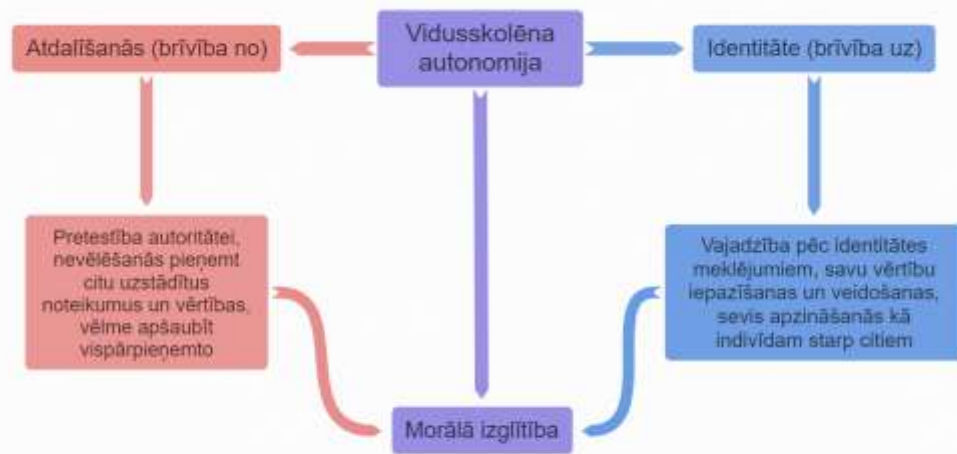 Vidusskolēna
autonomija
Atdalīšanās (brīvība no)
Identitāte (brīvība uz)
Pretestība autoritātei,
nevēlēšanās pieņemt
citu uzstādītus
noteikumus un vērtības,
vēlme apšaubīt
vispārpieņemto
Vajadzība pēc identitātes
meklējumiem, savu vērtību
iepazīšanas un veidošanas,
sevis apzināšanās kā
indivīdam starp citiem
Morālā izglītība